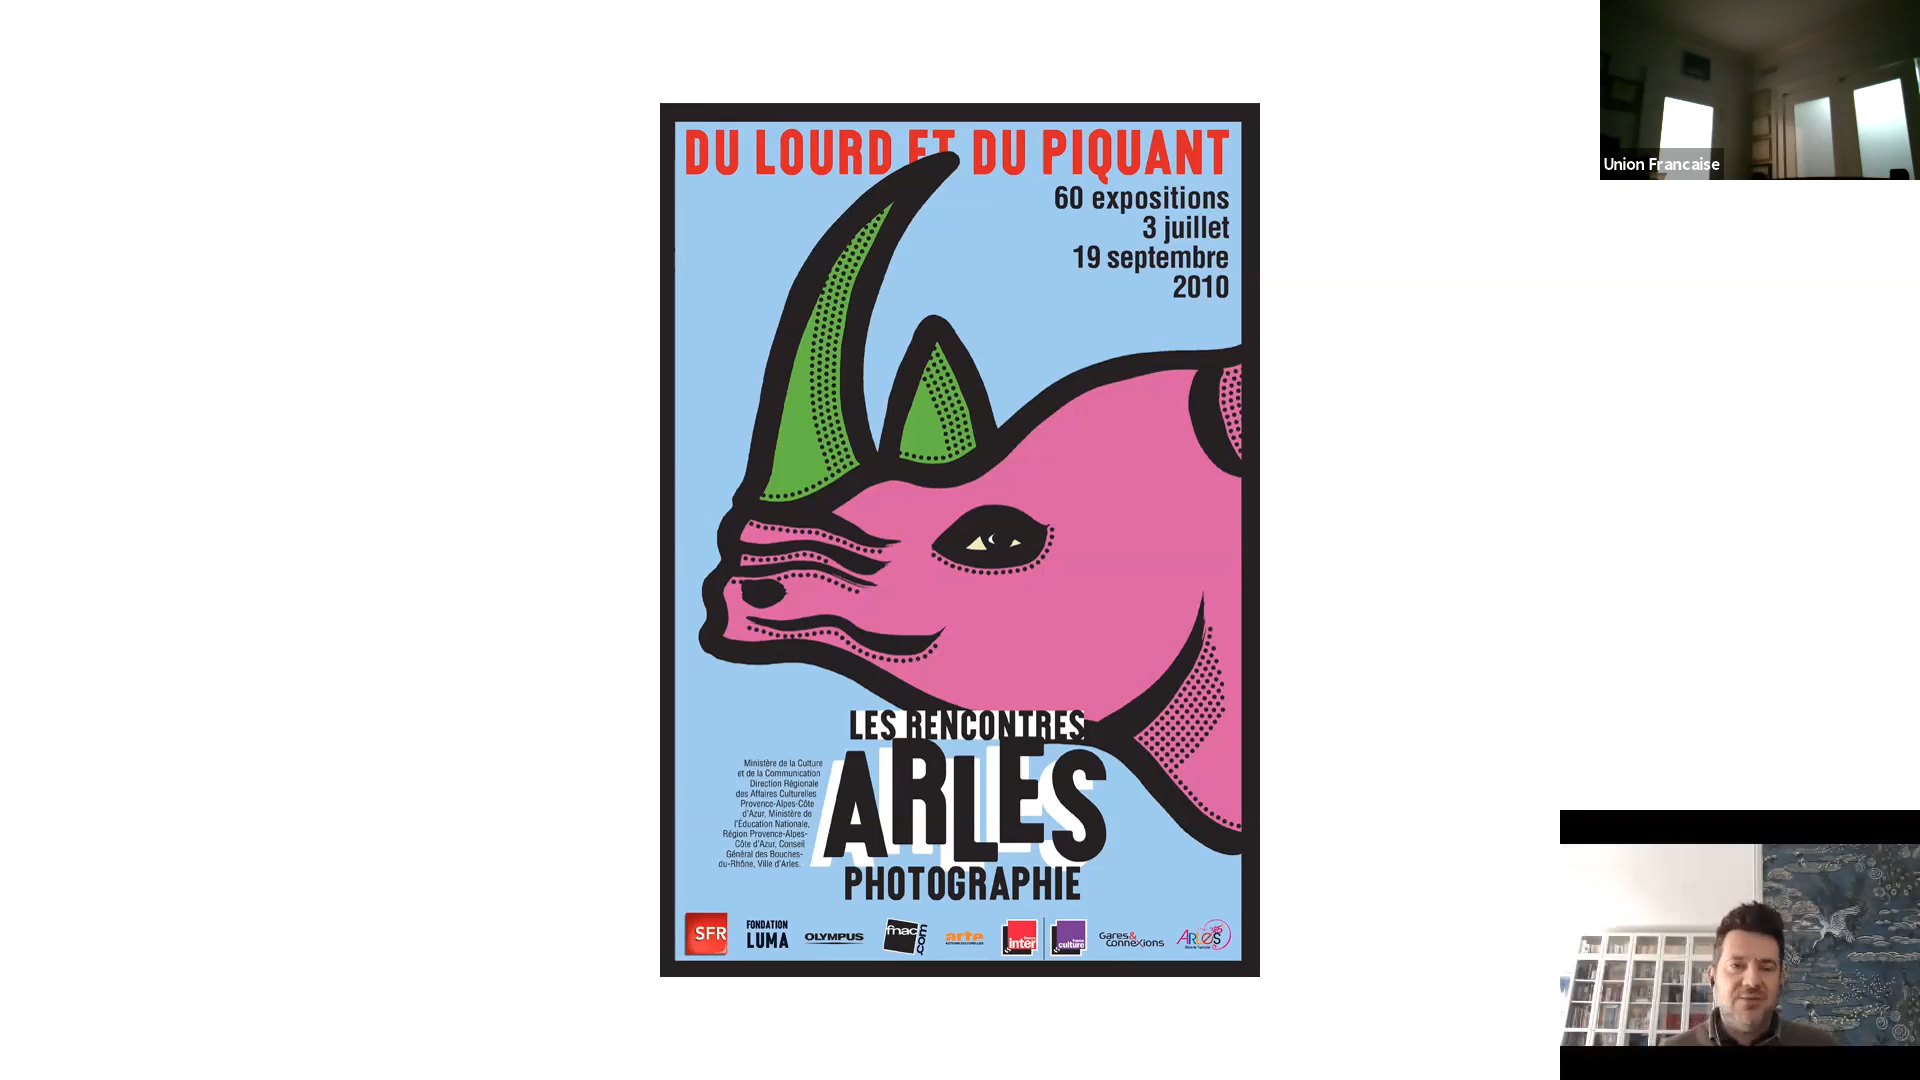 DU LOURD ET DU PIQUANT
60 expositions
3 juillet
19 septembre
2010
LES RENCONTRES
ARLES
PHOTOGRAPHIE
Ministère de la Culture
et de la Communication
Direction Régionale
des Affaires Culturelles
Provence-Alpes-Côte
d'Azur, Ministère de
l'Éducation Nationale,
Région Provence-Alpes-
Côte d'Azur, Conseil
Général des Bouches-
du-Rhône, Ville d'Arles.
SFR
FONDATION
LUMA
OLYMPUS
fnac
.com
arte
france
inter
france
culture
Gares&
connexions
ARLES
Union Francaise